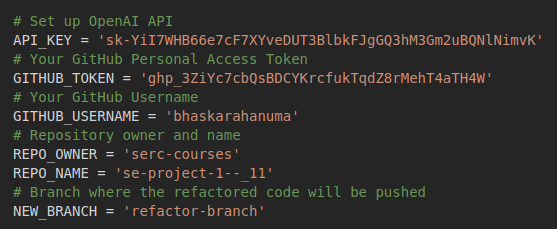 # Set up OpenAI API
API_KEY = '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'
# Your GitHub Personal Access Token
GITHUB_TOKEN = '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'
# Your GitHub Username
GITHUB_USERNAME = 'bhaskarahanuma'
# Repository owner and name
REPO_OWNER = 'serc-courses'
REPO_NAME = 'se-project-1--_11'
# Branch where the refactored code will be pushed
NEW_BRANCH = 'refactor-branch'